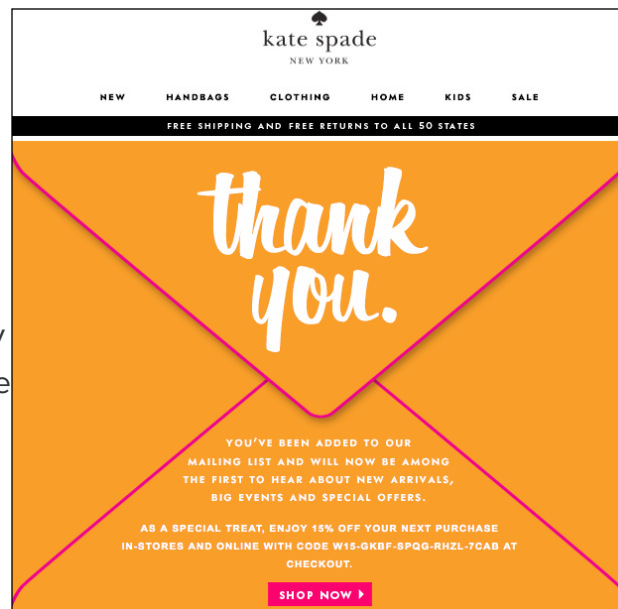 kate spade
NEW YORK
NEW HANDBAGS CLOTHING HOME KIDS SALE
FREE SHIPPING AND FREE RETURNS TO ALL 50 STATES
thank
you.
y
e
YOU'VE BEEN ADDED TO OUR
MAILING LIST AND WILL NOW BE AMONG
THE FIRST TO HEAR ABOUT NEW ARRIVALS,
BIG EVENTS AND SPECIAL OFFERS.
AS A SPECIAL TREAT, ENJOY 15% OFF YOUR NEXT PURCHASE
IN-STORES AND ONLINE WITH CODE W15-GKBF-SPQG-RHZL-7CAB AT
CHECKOUT.
SHOP NOW